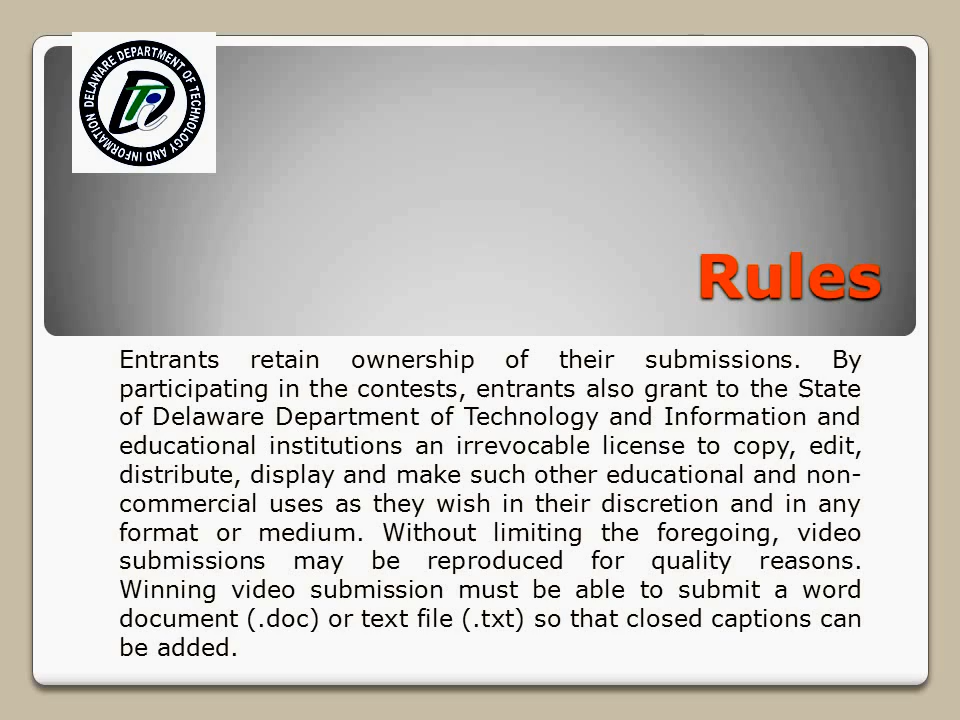 DELAWARE DEPARTMENT OF TECHNOLOGY AND INFORMATION
DTI
Rules
Entrants retain ownership of their submissions. By
participating in the contests, entrants also grant to the State
of Delaware Department of Technology and Information and
educational institutions an irrevocable license to copy, edit,
distribute, display and make such other educational and non-
commercial uses as they wish in their discretion and in any
format or medium. Without limiting the foregoing, video
submissions may be reproduced for quality reasons.
Winning video submission must be able to submit a word
document (.doc) or text file (.txt) so that closed captions can
be added.